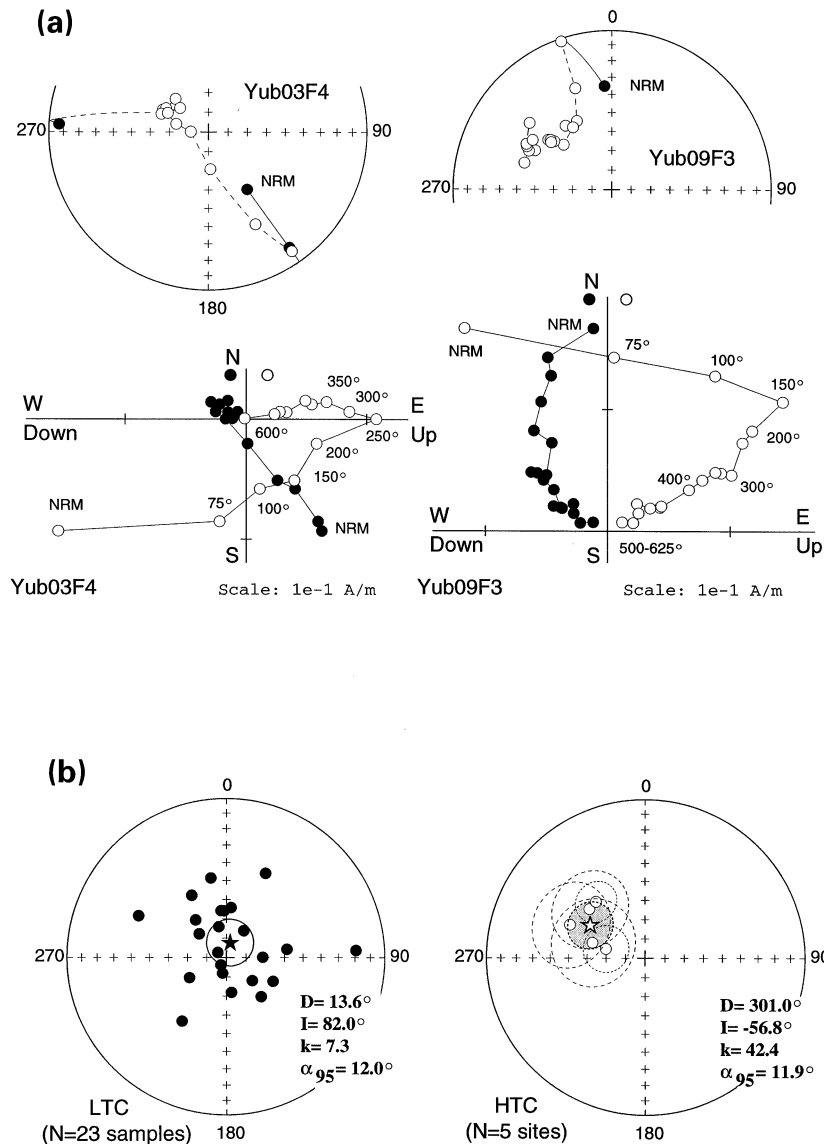 (a)
Yub03F4
270
90
NRM
180
0
NRM
Yub09F3
270
90
N
W
E
Down
Up
350°
300°
250°
600°
200°
150°
100°
75°
NRM
NRM
S
Yub03F4
Scale: 1e-1 A/m
N
NRM
NRM
75°
100°
150°
200°
400°
300°
W
E
Down
Up
S
500-625°
Yub09F3
Scale: 1e-1 A/m
(b)
0
270
90
D= 13.6°
I= 82.0°
k= 7.3
α95= 12.0°
LTC
(N=23 samples)
180
0
270
90
D= 301.0°
I= -56.8°
k= 42.4
α95= 11.9°
HTC
(N=5 sites)
180